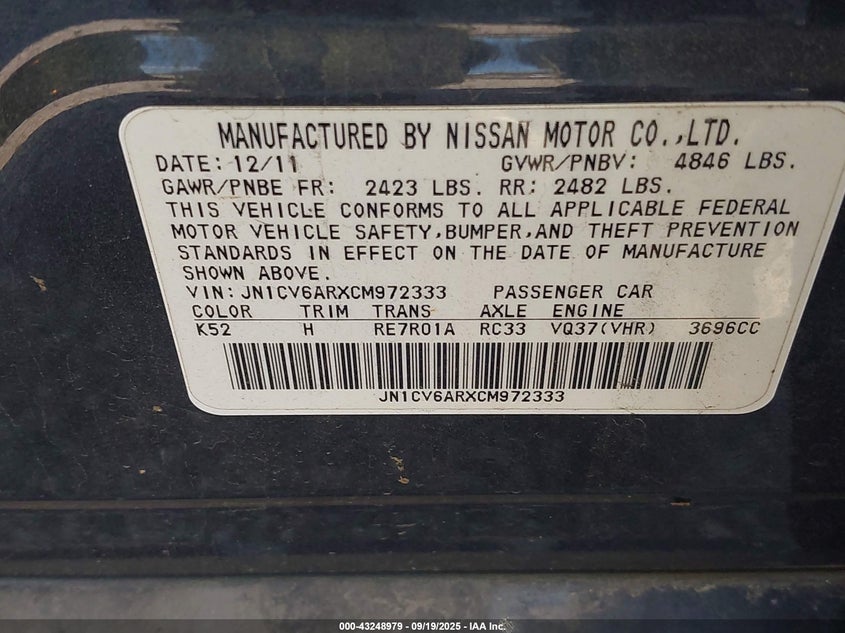 MANUFACTURED BY NISSAN MOTOR CO.,LTD.
DATE: 12/11 GVWR/PNBV: 4846 LBS.
GAWR/PNBE FR: 2423 LBS. RR: 2482 LBS.
THIS VEHICLE CONFORMS TO ALL APPLICABLE FEDERAL
MOTOR VEHICLE SAFETY,BUMPER,AND THEFT PREVENTION
STANDARDS IN EFFECT ON THE DATE OF MANUFACTURE
SHOWN ABOVE.
VIN:JN1CV6ARXCM972333 PASSENGER CAR
COLOR TRIM TRANS AXLE ENGINE
K52 H RE7R01A RC33 VQ37(VHR) 3696CC
JN1CV6ARXCM972333
000-43248979 - 09/19/2025 - IAA Inc.